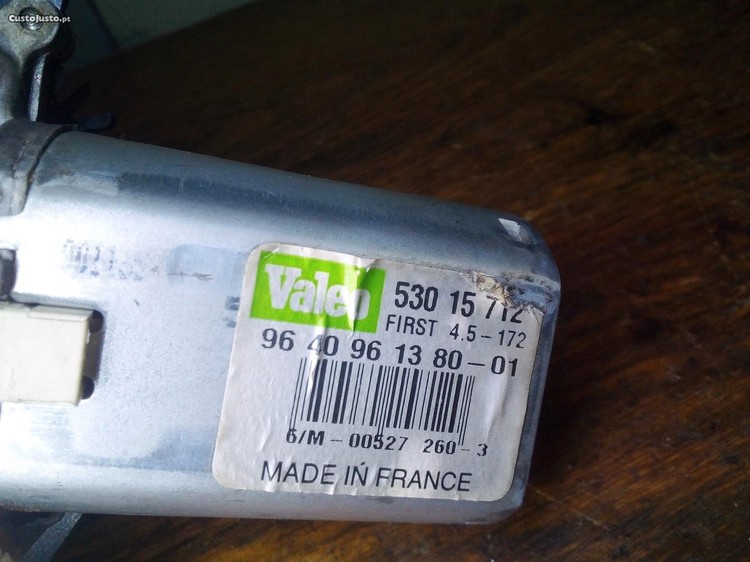 CustoJusto.pt
Valeo
530 15 712
FIRST 4.5-172
96 40 96 13 80-01
6/M-00527 260-3
MADE IN FRANCE